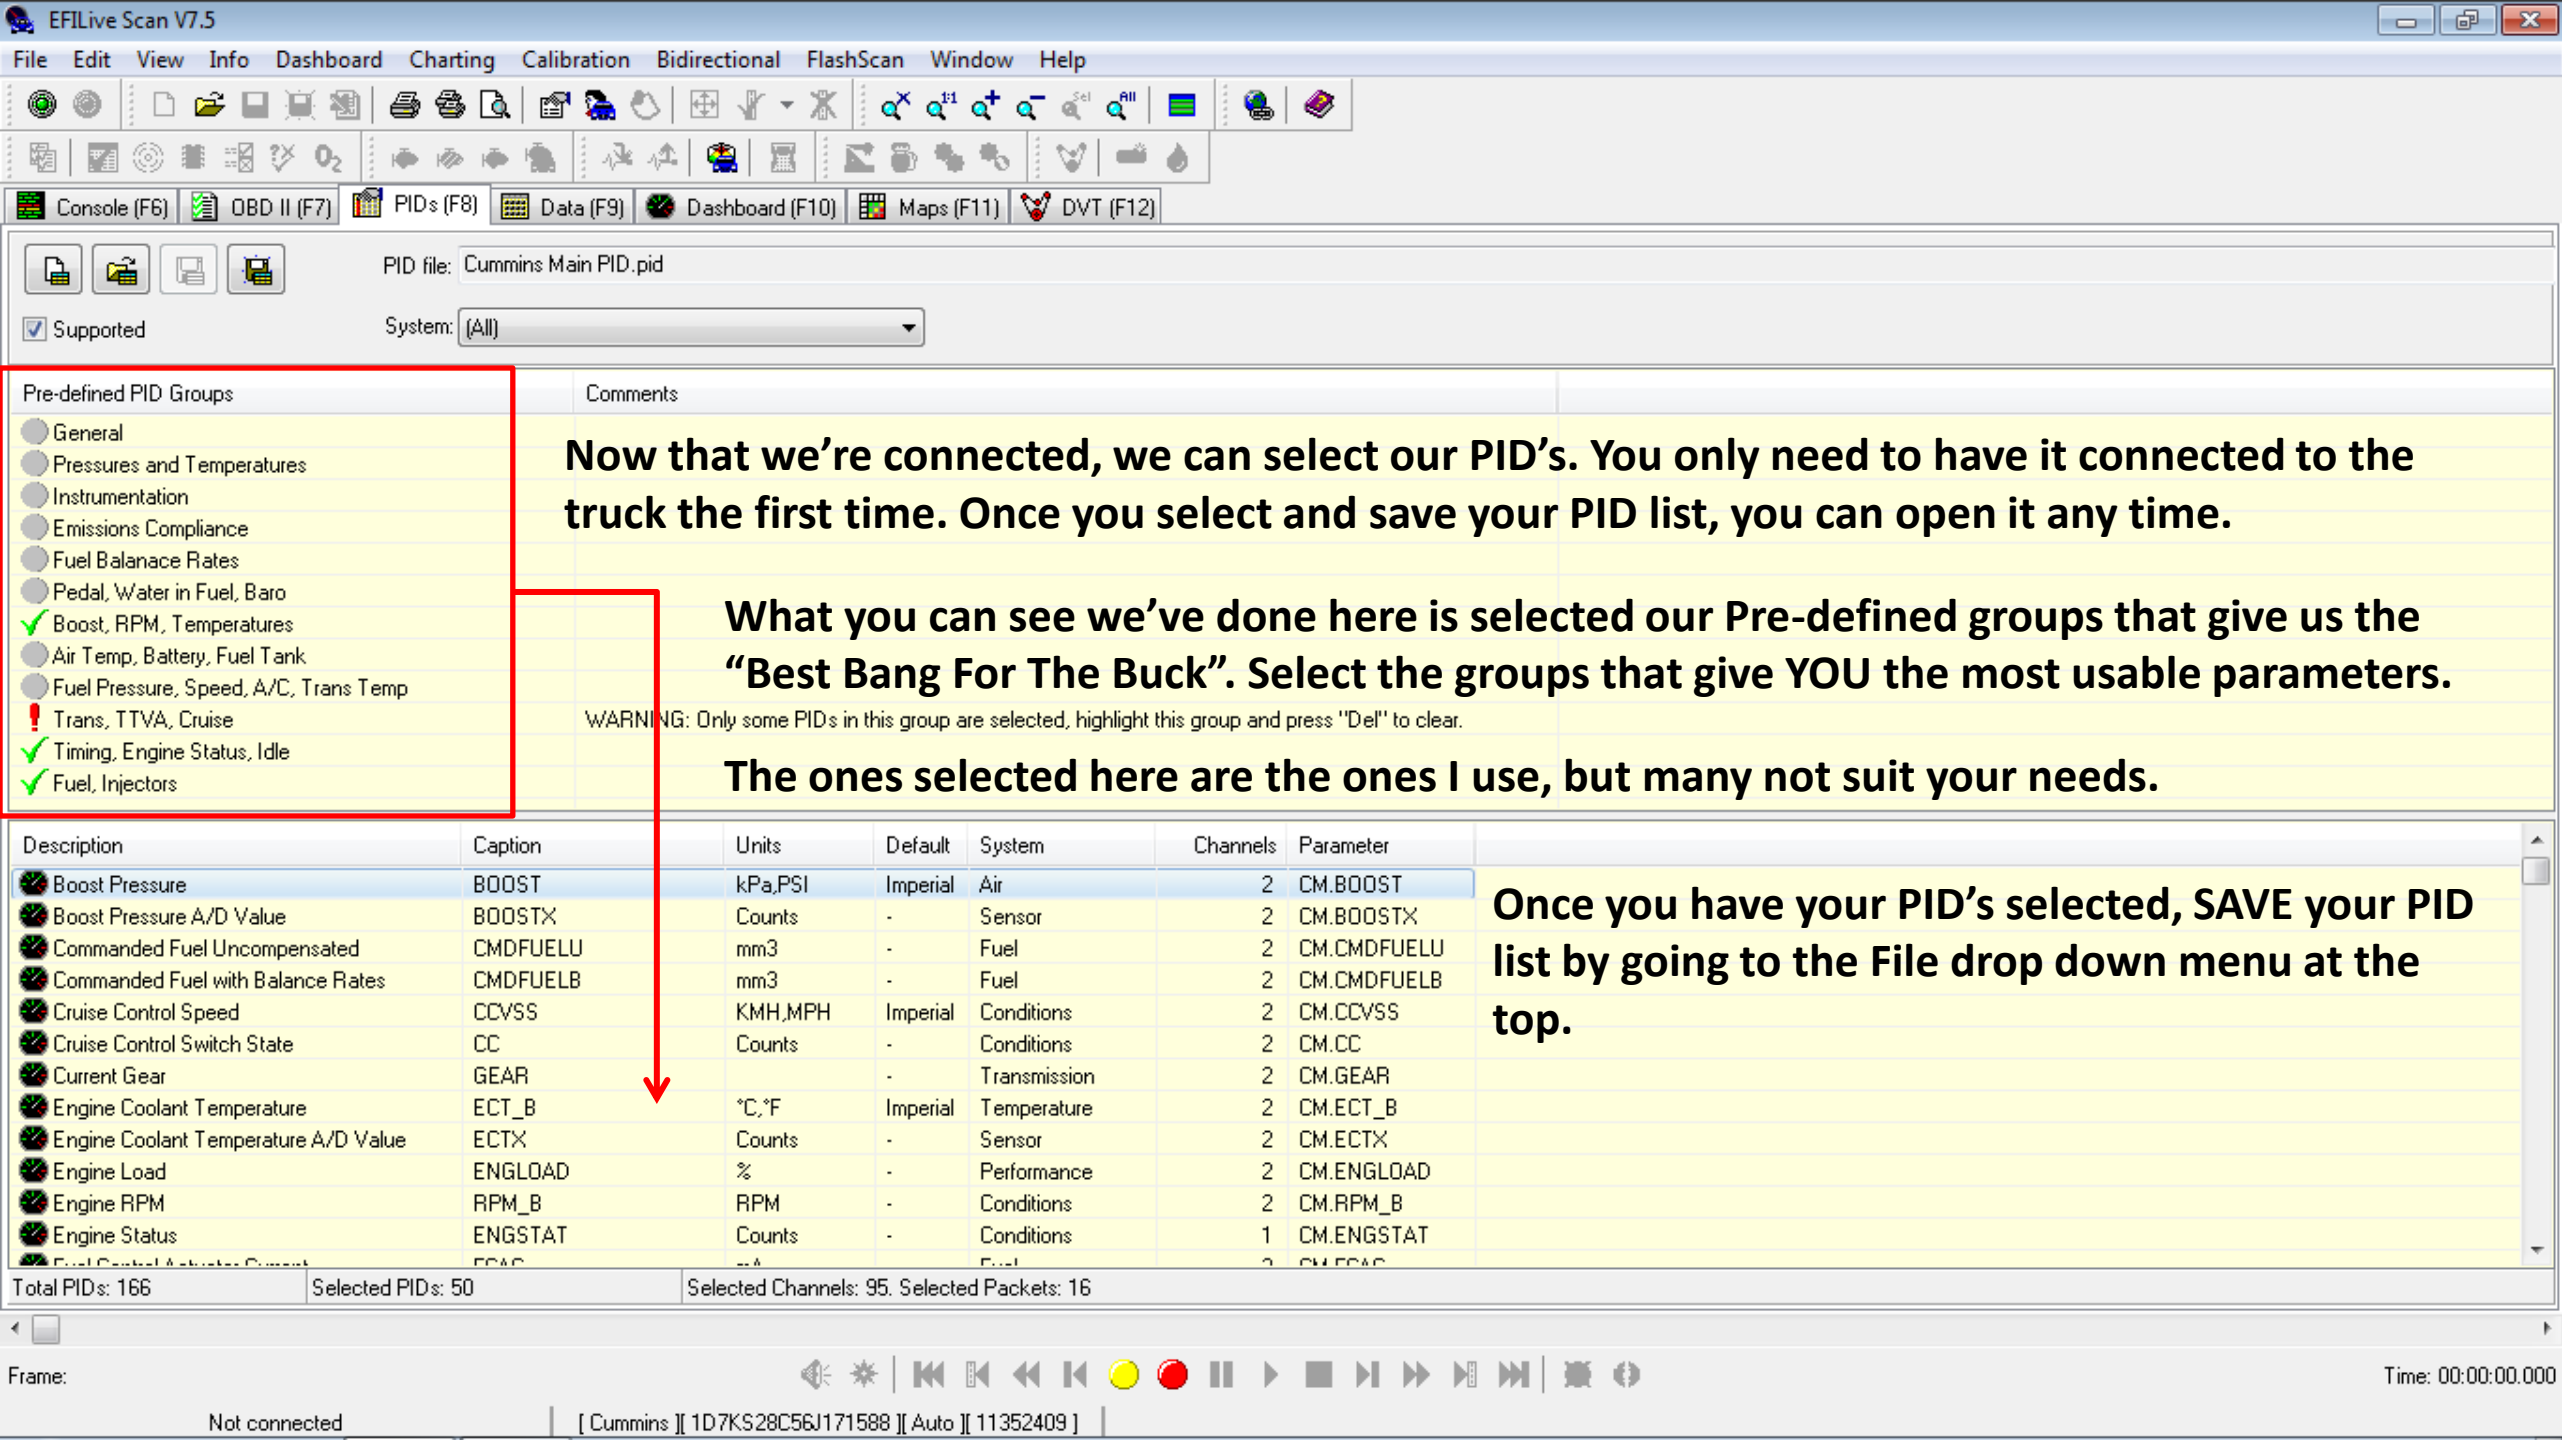 EFILive Scan V7.5
File Edit View Info Dashboard Charting Calibration Bidirectional FlashScan Window Help
Console (F6) OBD II (F7) PIDs (F8) Data (F9) Dashboard (F10) Maps (F11) DVT (F12)
PID file: Cummins Main PID.pid
Supported System: (All)
Pre-defined PID Groups Comments
General
Pressures and Temperatures
Instrumentation
Emissions Compliance
Fuel Balanace Rates
Pedal, Water in Fuel, Baro
Boost, RPM, Temperatures
Air Temp, Battery, Fuel Tank
Fuel Pressure, Speed, A/C, Trans Temp
Trans, TTVA, Cruise WARNING: Only some PIDs in this group are selected, highlight this group and press "Del" to clear.
Timing, Engine Status, Idle
Fuel, Injectors
Now that we’re connected, we can select our PID’s. You only need to have it connected to the
truck the first time. Once you select and save your PID list, you can open it any time.
What you can see we’ve done here is selected our Pre-defined groups that give us the
“Best Bang For The Buck”. Select the groups that give YOU the most usable parameters.
The ones selected here are the ones I use, but many not suit your needs.
Description Caption Units Default System Channels Parameter
Boost Pressure BOOST kPa,PSI Imperial Air 2 CM.BOOST
Boost Pressure A/D Value BOOSTX Counts - Sensor 2 CM.BOOSTX
Commanded Fuel Uncompensated CMDFUELU mm3 - Fuel 2 CM.CMDFUELU
Commanded Fuel with Balance Rates CMDFUELB mm3 - Fuel 2 CM.CMDFUELB
Cruise Control Speed CCVSS KMH,MPH Imperial Conditions 2 CM.CCVSS
Cruise Control Switch State CC Counts - Conditions 2 CM.CC
Current Gear GEAR - Transmission 2 CM.GEAR
Engine Coolant Temperature ECT_B °C,°F Imperial Temperature 2 CM.ECT_B
Engine Coolant Temperature A/D Value ECTX Counts - Sensor 2 CM.ECTX
Engine Load ENGLOAD % - Performance 2 CM.ENGLOAD
Engine RPM RPM_B RPM - Conditions 2 CM.RPM_B
Engine Status ENGSTAT Counts - Conditions 1 CM.ENGSTAT
Once you have your PID’s selected, SAVE your PID
list by going to the File drop down menu at the
top.
Total PIDs: 166 Selected PIDs: 50 Selected Channels: 95. Selected Packets: 16
Frame: Time: 00:00:00.000
Not connected [ Cummins ][ 1D7KS28C56J171588 ][ Auto ][ 11352409 ]